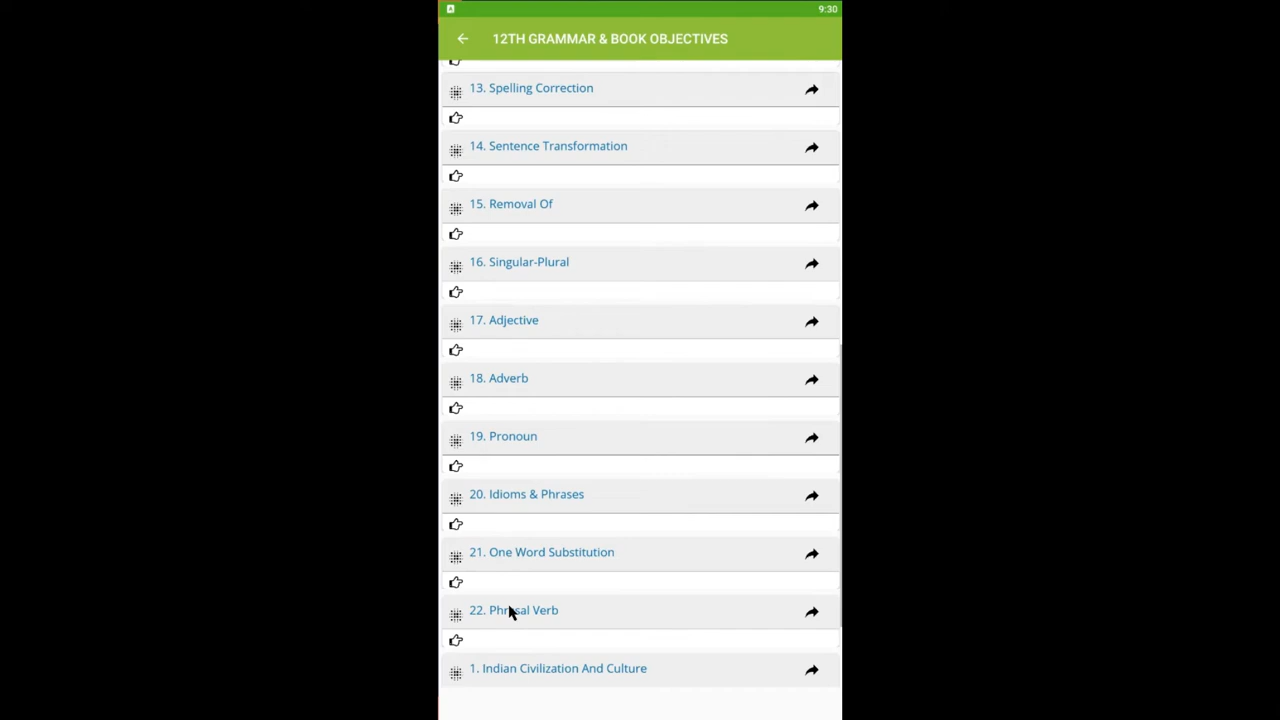 9:30
12TH GRAMMAR & BOOK OBJECTIVES
13. Spelling Correction
14. Sentence Transformation
15. Removal Of
16. Singular-Plural
17. Adjective
18. Adverb
19. Pronoun
20. Idioms & Phrases
21. One Word Substitution
22. Phrasal Verb
1. Indian Civilization And Culture